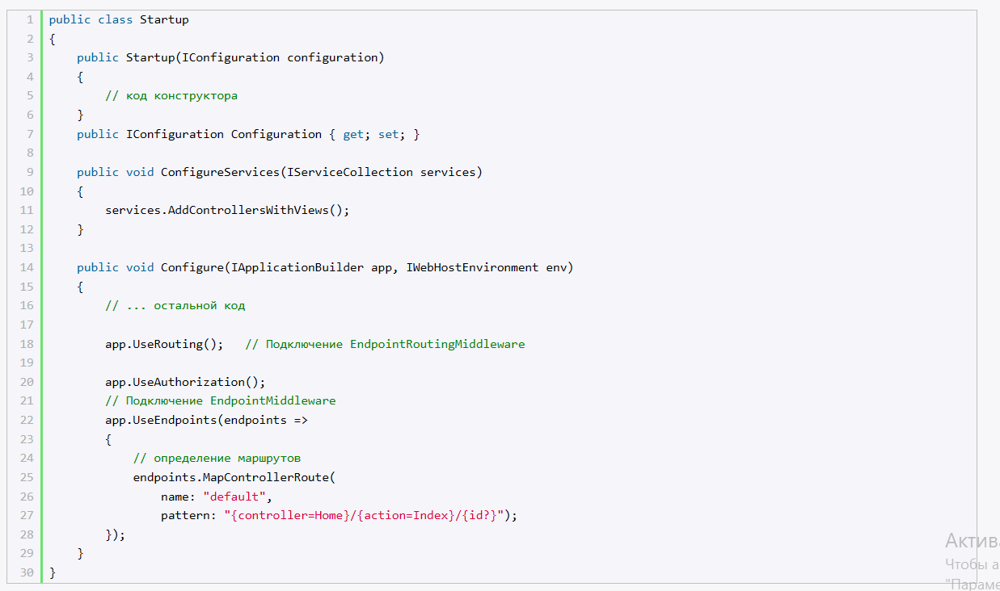 1 public class Startup
2 {
3     public Startup(IConfiguration configuration)
4     {
5         // код конструктора
6     }
7     public IConfiguration Configuration { get; set; }
8
9     public void ConfigureServices(IServiceCollection services)
10     {
11         services.AddControllersWithViews();
12     }
13
14     public void Configure(IApplicationBuilder app, IWebHostEnvironment env)
15     {
16         // ... остальной код
17
18         app.UseRouting();   // Подключение EndpointRoutingMiddleware
19
20         app.UseAuthorization();
21         // Подключение EndpointMiddleware
22         app.UseEndpoints(endpoints =>
23         {
24             // определение маршрутов
25             endpoints.MapControllerRoute(
26                 name: "default",
27                 pattern: "{controller=Home}/{action=Index}/{id?}");
28         });
29     }
30 }
Чтобы а